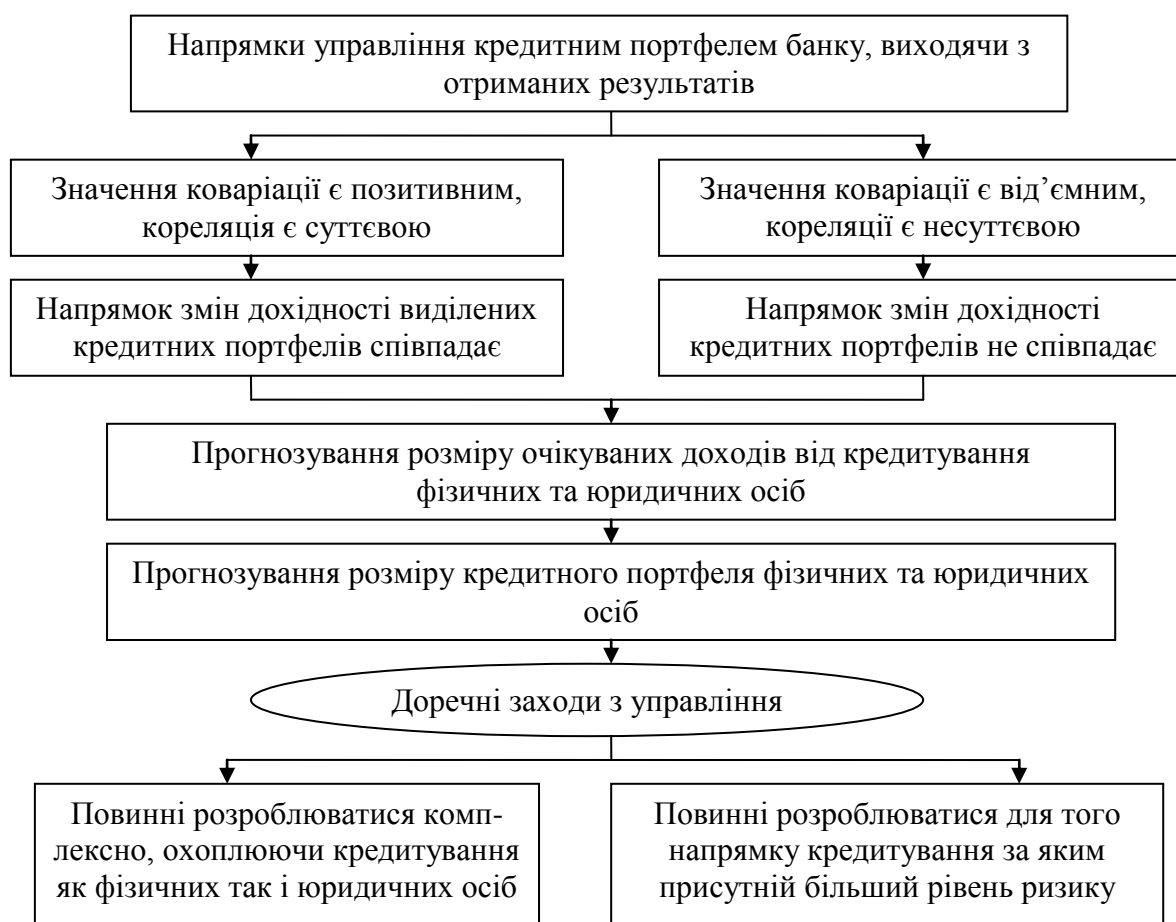 Напрямки управління кредитним портфелем банку, виходячи з
отриманих результатів
Значення коваріації є позитивним,
кореляція є суттєвою
Значення коваріації є від’ємним,
кореляції є несуттєвою
Напрямок змін дохідності виділених
кредитних портфелів співпадає
Напрямок змін дохідності
кредитних портфелів не співпадає
Прогнозування розміру очікуваних доходів від кредитування
фізичних та юридичних осіб
Прогнозування розміру кредитного портфеля фізичних та юридичних
осіб
Доречні заходи з управління
Повинні розроблюватися комп-
лексно, охоплюючи кредитування
як фізичних так і юридичних осіб
Повинні розроблюватися для того
напрямку кредитування за яким
присутній більший рівень ризику